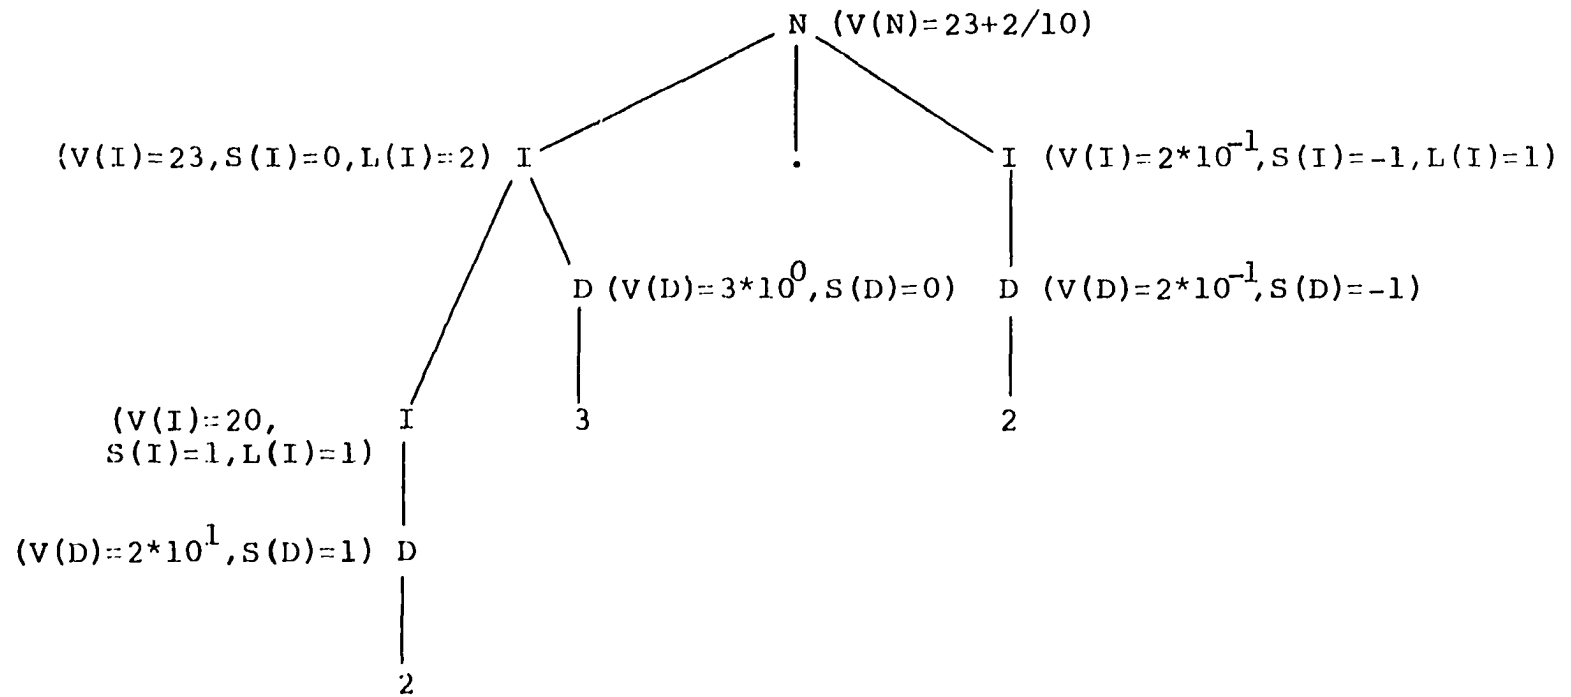 N (V(N)=23+2/10)
(V(I)=23,S(I)=0,L(I)=2) I . I (V(I)=2*10^-1,S(I)=-1,L(I)=1)
D (V(D)=3*10^0,S(D)=0) D (V(D)=2*10^-1,S(D)=-1)
(V(I)=20, I 3 2
S(I)=1,L(I)=1)
(V(D)=2*10^1,S(D)=1) D
2